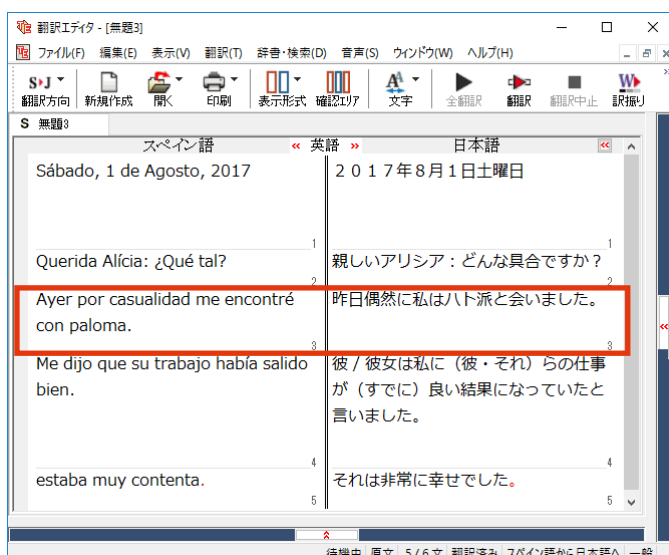 翻訳エディタ - [無題3]
ファイル(F) 編集(E) 表示(V) 翻訳(T) 辞書・検索(D) 音声(S) ウィンドウ(W) ヘルプ(H)
S▸J
翻訳方向 新規作成 開く 印刷 表示形式 確認エリア 文字 全翻訳 翻訳 翻訳中止 訳振り
S 無題3
スペイン語 « 英語 » 日本語 «
Sábado, 1 de Agosto, 2017
２０１７年８月１日土曜日
1 1
Querida Alícia: ¿Qué tal?
親しいアリシア：どんな具合ですか？
2 2
Ayer por casualidad me encontré
con paloma.
昨日偶然に私はハト派と会いました。
3 3
Me dijo que su trabajo había salido
bien.
彼 / 彼女は私に（彼・それ）らの仕事
が（すでに）良い結果になっていたと
言いました。
4 4
estaba muy contenta.
それは非常に幸せでした。
5 5
待機中 原文 5 / 6 文 翻訳済み スペイン語から日本語へ 一般